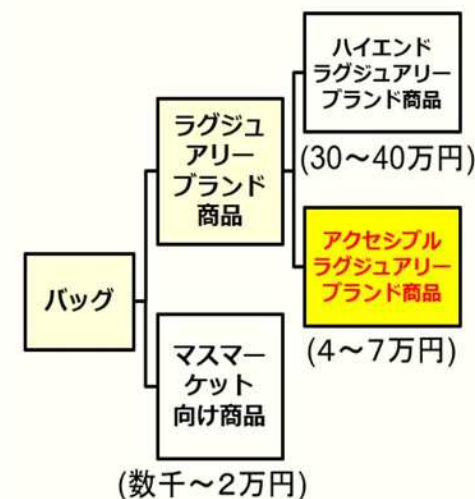 ハイエンド
ラグジュアリー
ブランド商品
(30～40万円)
ラグジュ
アリー
ブランド
商品
アクセシブル
ラグジュアリー
ブランド商品
(4～7万円)
バッグ
マスマー
ケット
向け商品
(数千～2万円)